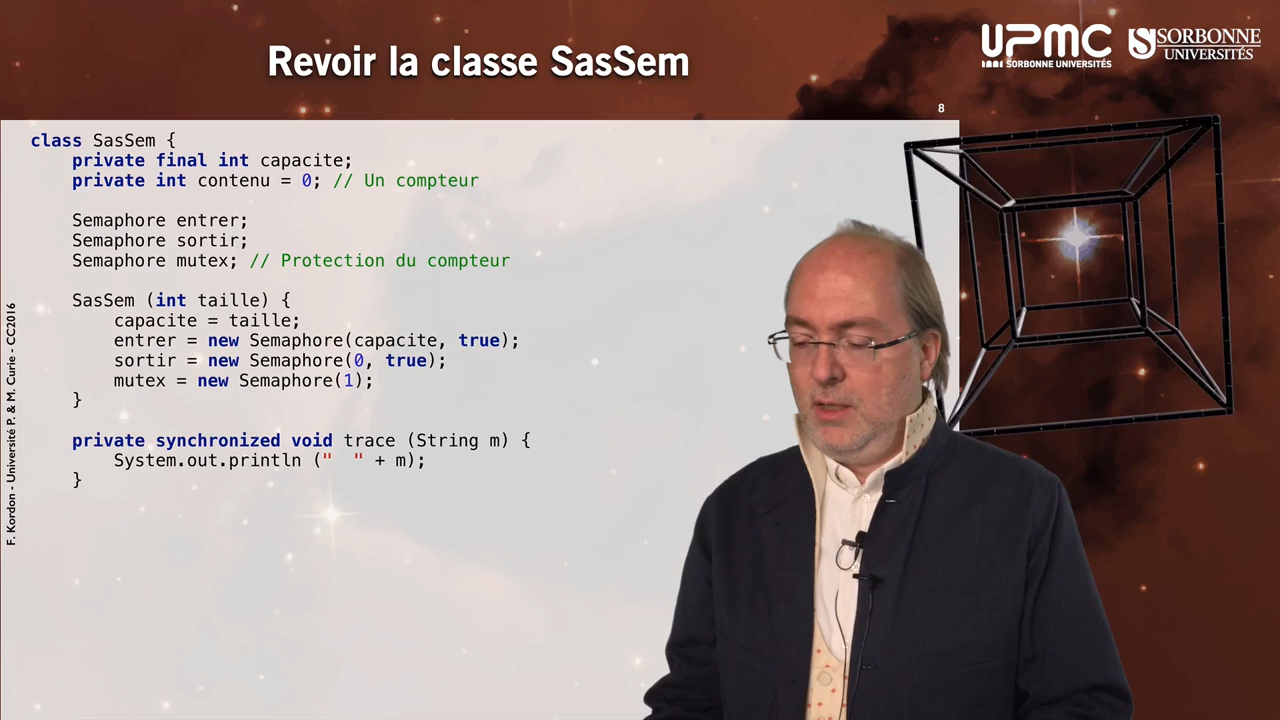 Revoir la classe SasSem
UPMC
SORBONNE UNIVERSITÉS
S SORBONNE
UNIVERSITÉS
8
class SasSem {
private final int capacite;
private int contenu = 0; // Un compteur
Semaphore entrer;
Semaphore sortir;
Semaphore mutex; // Protection du compteur
SasSem (int taille) {
capacite = taille;
entrer = new Semaphore(capacite, true);
sortir = new Semaphore(0, true);
mutex = new Semaphore(1);
}
private synchronized void trace (String m) {
System.out.println ("  " + m);
}
F. Kordon - Université P. & M. Curie - CC2016